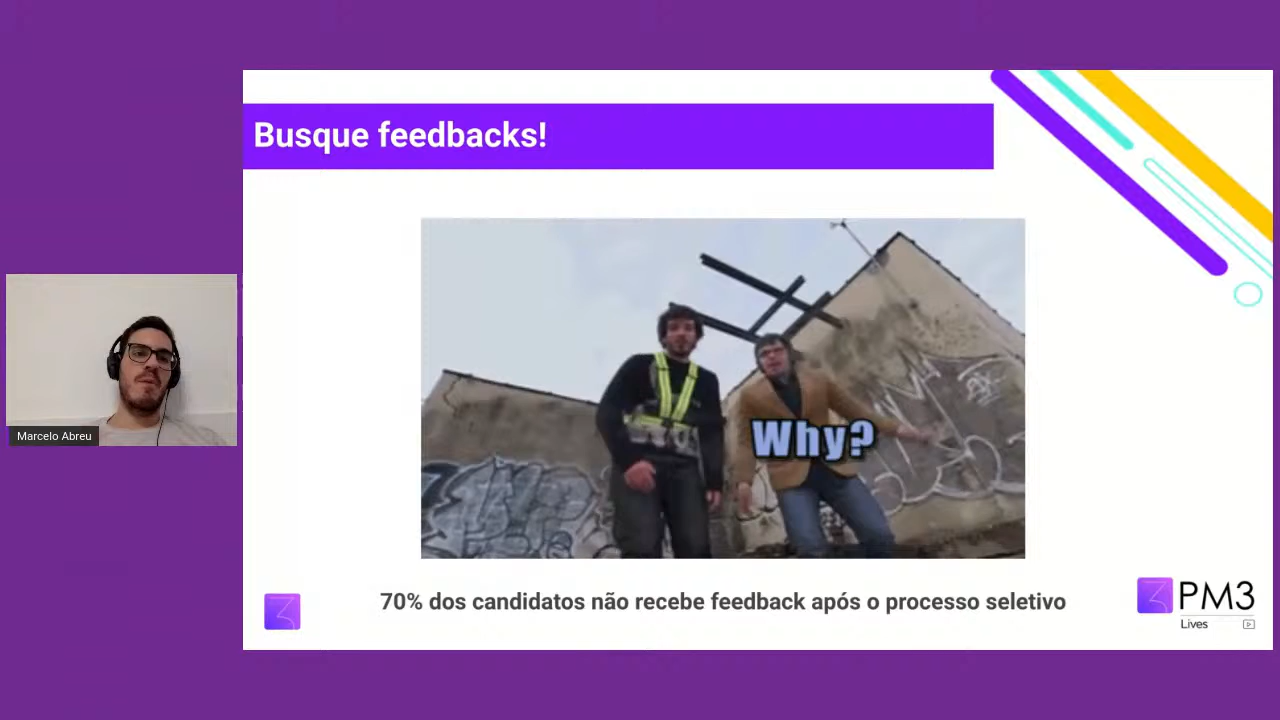 Busque feedbacks!
Why?
Marcelo Abreu
70% dos candidatos não recebe feedback após o processo seletivo
PM3
Lives